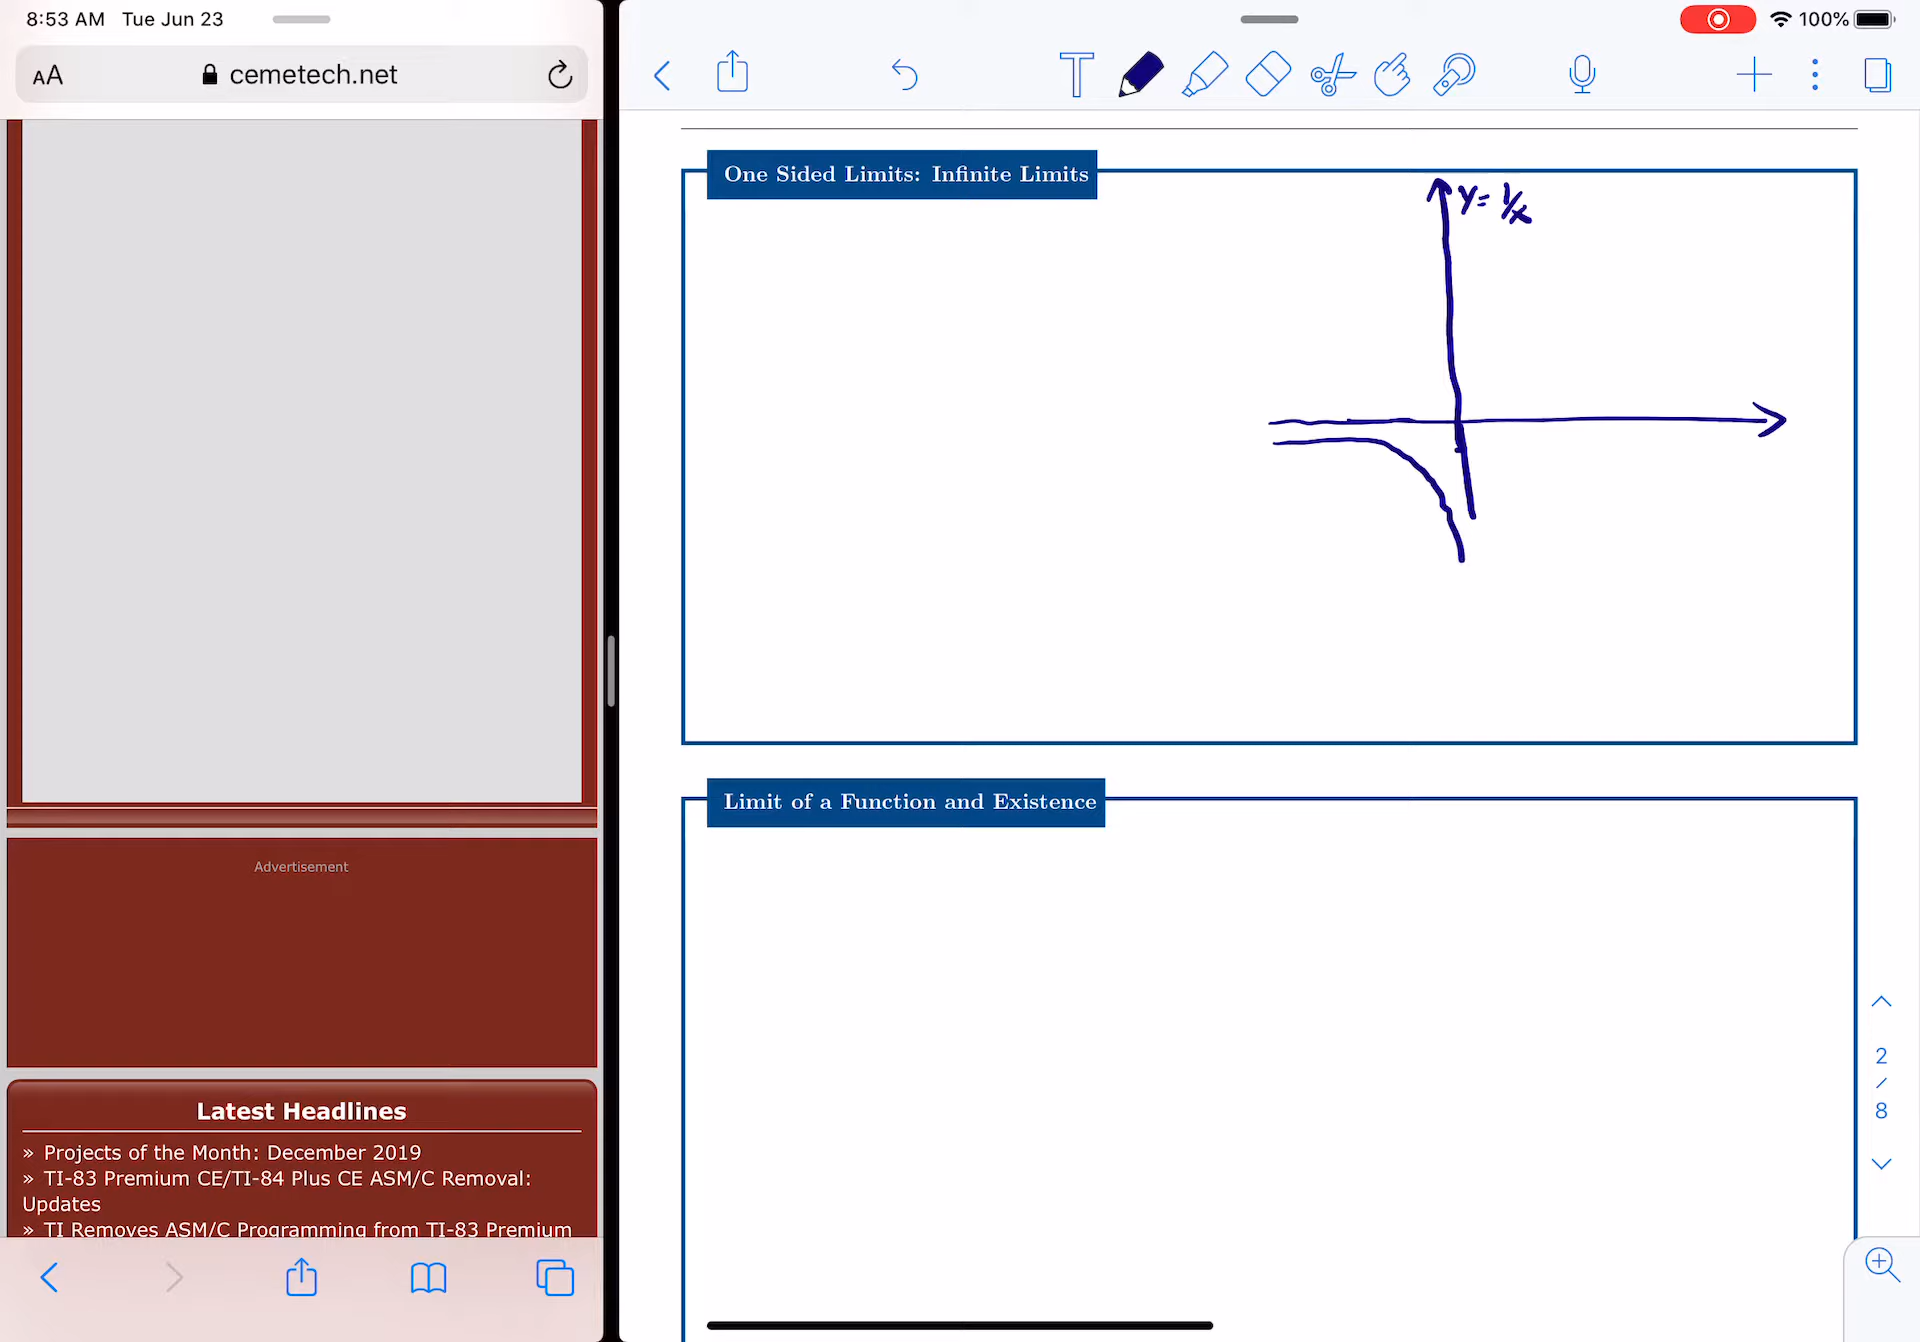 8:53 AM Tue Jun 23
100%
AA cemetech.net
One Sided Limits: Infinite Limits
y = 1/x
Limit of a Function and Existence
Advertisement
Latest Headlines
» Projects of the Month: December 2019
» TI-83 Premium CE/TI-84 Plus CE ASM/C Removal:
Updates
» TI Removes ASM/C Programming from TI-83 Premium
2
/
8